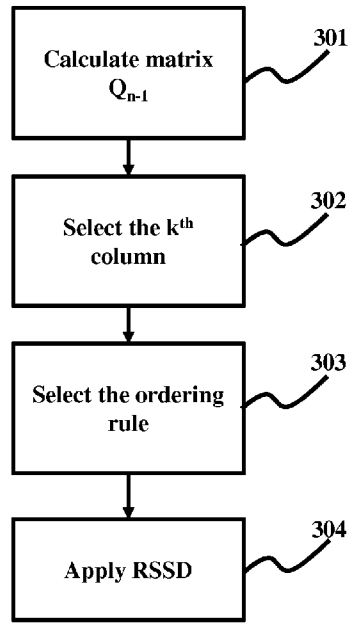 Calculate matrix
Qn-1
301
Select the kth
column
302
Select the ordering
rule
303
Apply RSSD
304